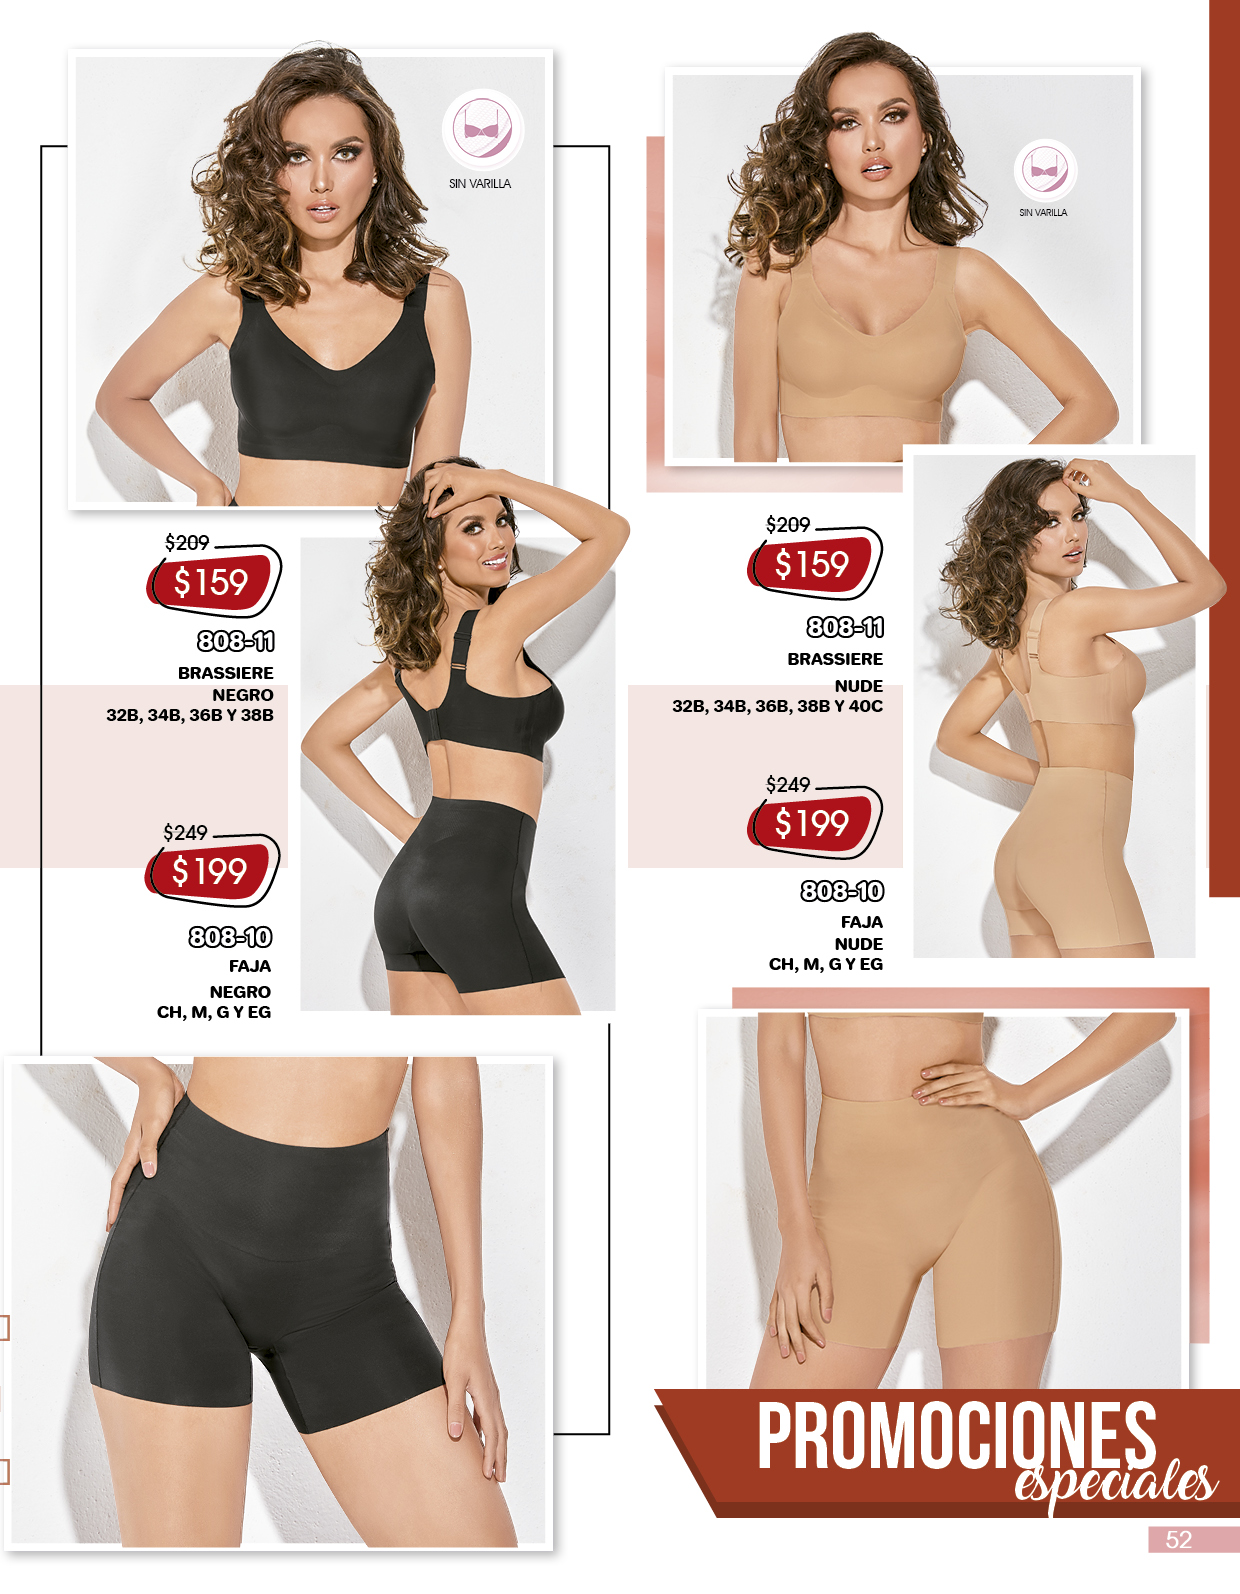 SIN VARILLA
$209
$159
808-11
BRASSIERE
NEGRO
32B, 34B, 36B Y 38B
$249
$199
808-10
FAJA
NEGRO
CH, M, G Y EG
SIN VARILLA
$209
$159
808-11
BRASSIERE
NUDE
32B, 34B, 36B, 38B Y 40C
$249
$199
808-10
FAJA
NUDE
CH, M, G Y EG
PROMOCIONES
especiales
52